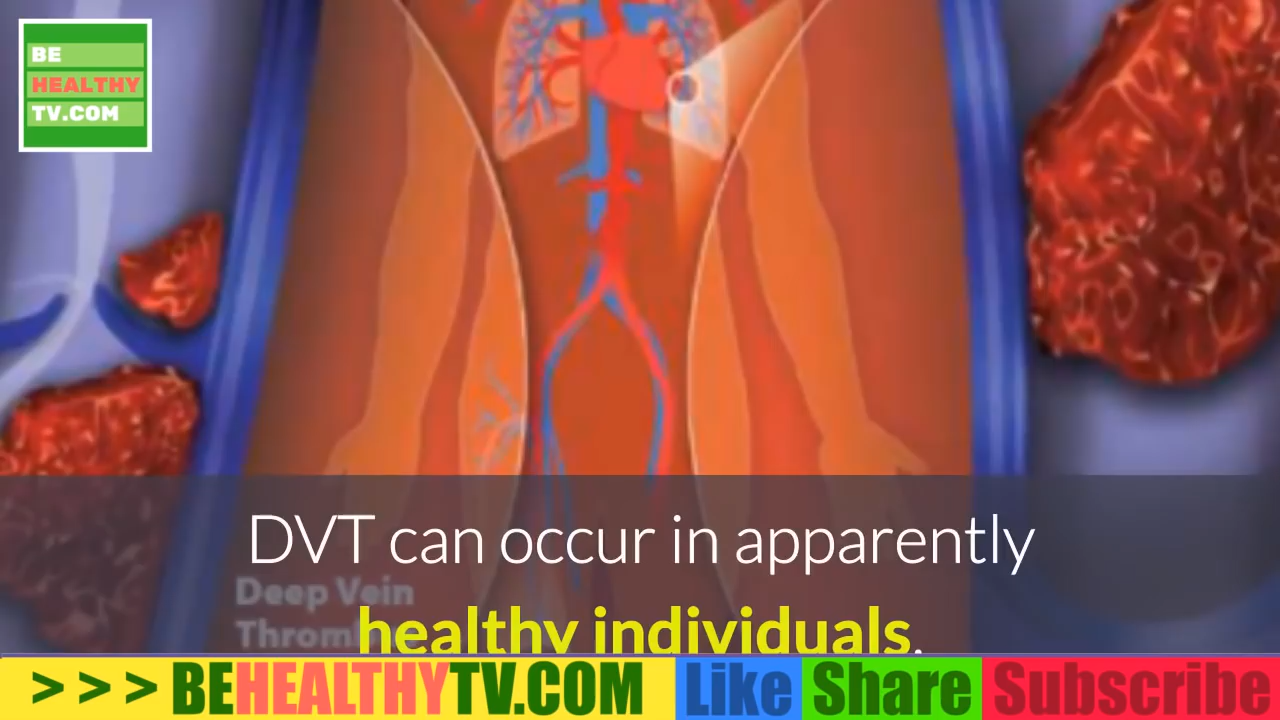 BE
HEALTHY
TV.COM
DVT can occur in apparently
Deep Vein
healthy individuals.
> > > BEHEALTHYTV.COM Like Share Subscribe